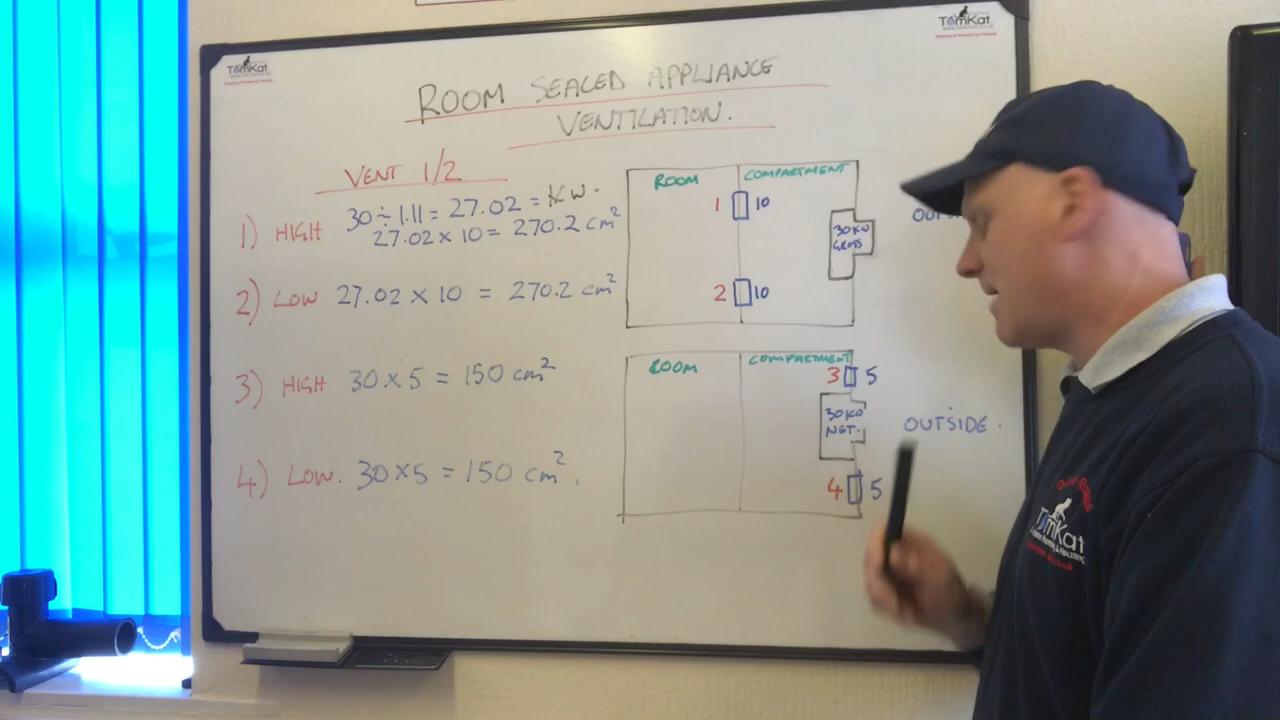 TomKat
TomKat
ROOM SEALED APPLIANCE
VENTILATION.
VENT 1/2
1) HIGH 30 ÷ 1.11 = 27.02 = KW.
27.02 x 10 = 270.2 cm²
2) LOW 27.02 x 10 = 270.2 cm²
3) HIGH 30 x 5 = 150 cm²
4) LOW. 30 x 5 = 150 cm².
ROOM COMPARTMENT
1 10
30KW
GROSS
2 10
ROOM COMPARTMENT
3 5
30KW
NET.
OUTSIDE.
4 5
TomKat